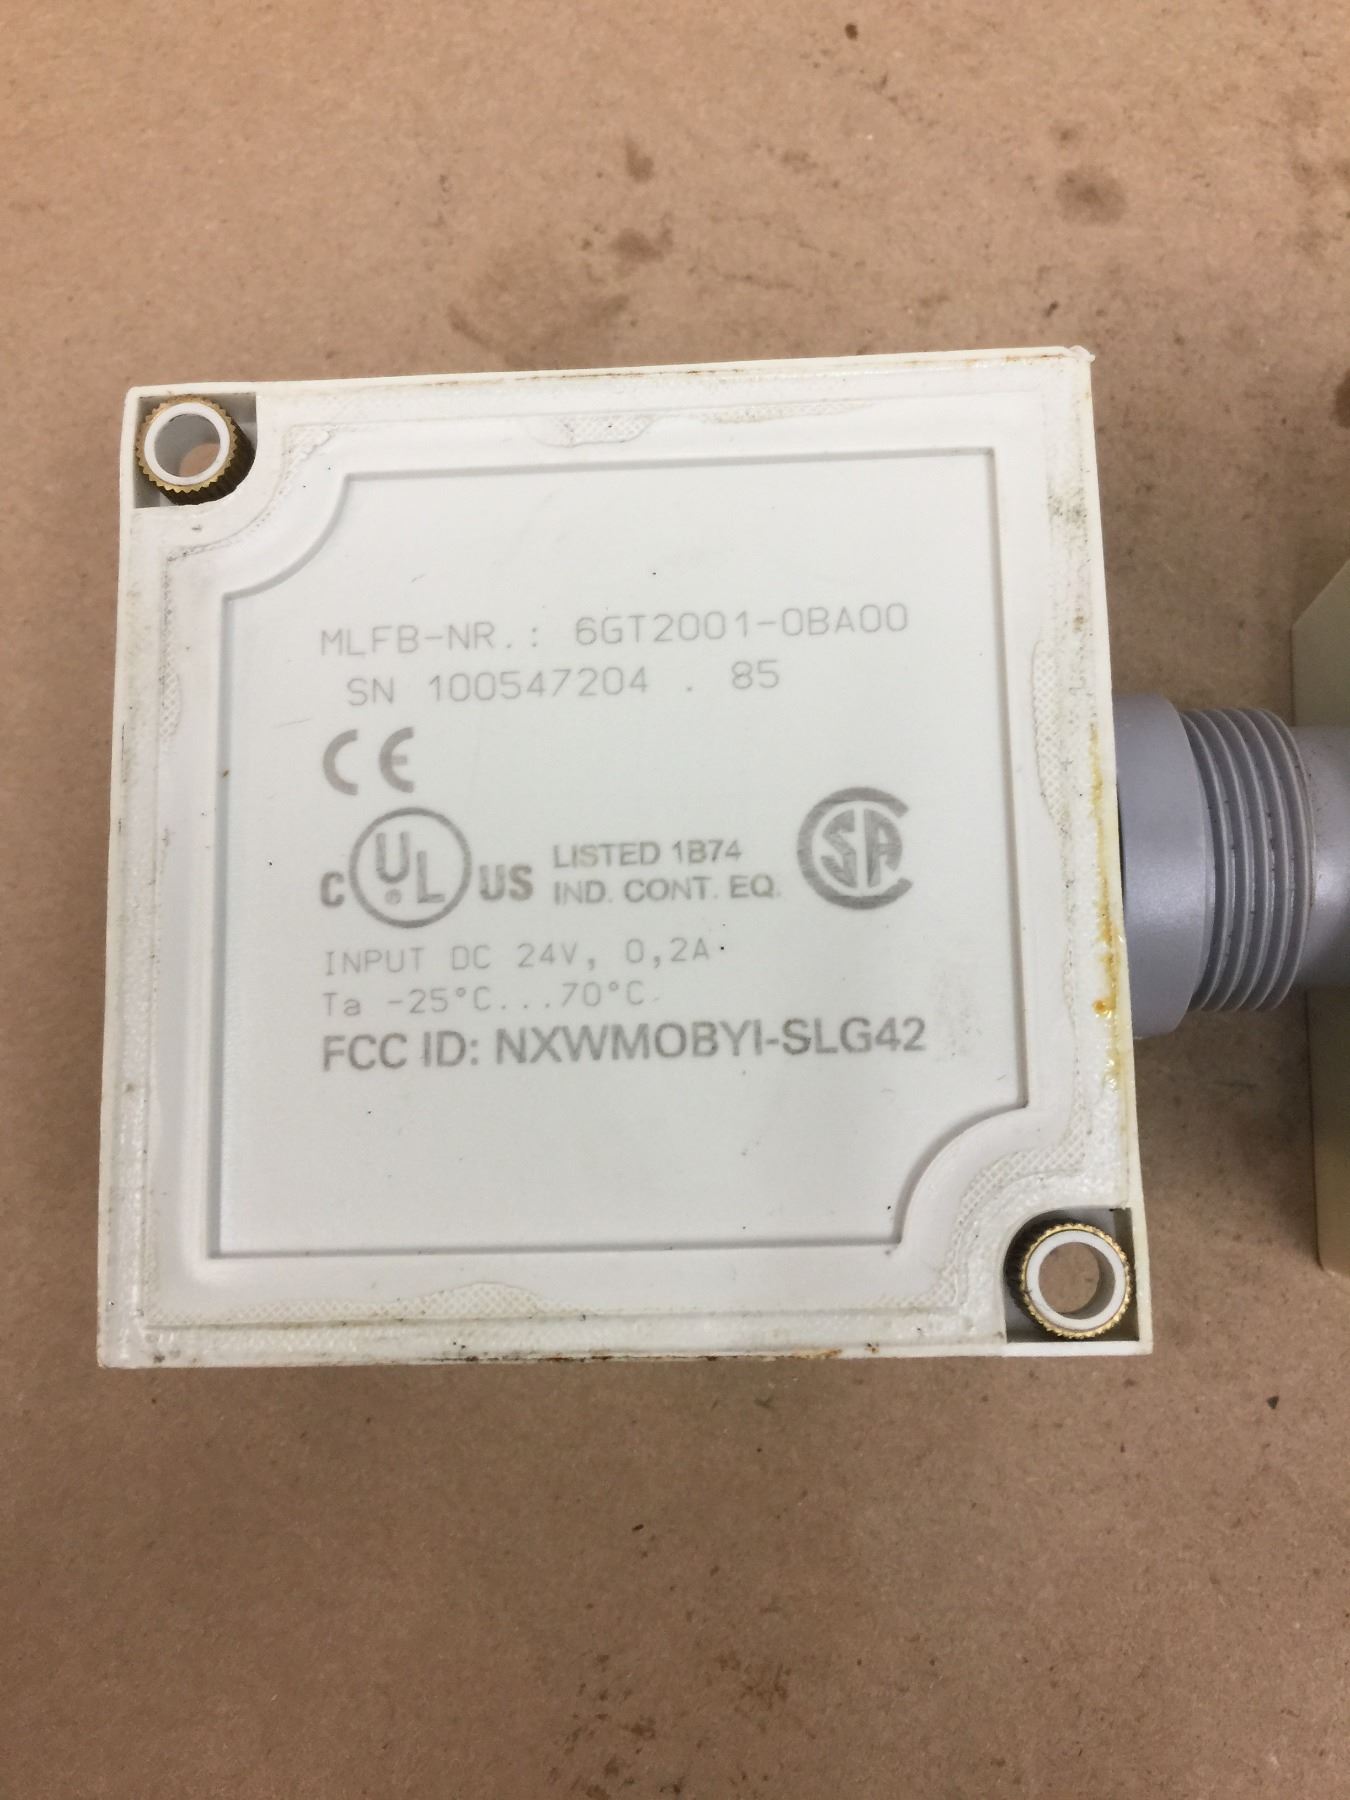 MLFB-NR.: 6GT2001-0BA00
SN 100547204 . 85
CE
C UL US LISTED 1B74
IND. CONT. EQ.
SA
INPUT DC 24V, 0,2A
Ta -25°C...70°C
FCC ID: NXWMOBYI-SLG42